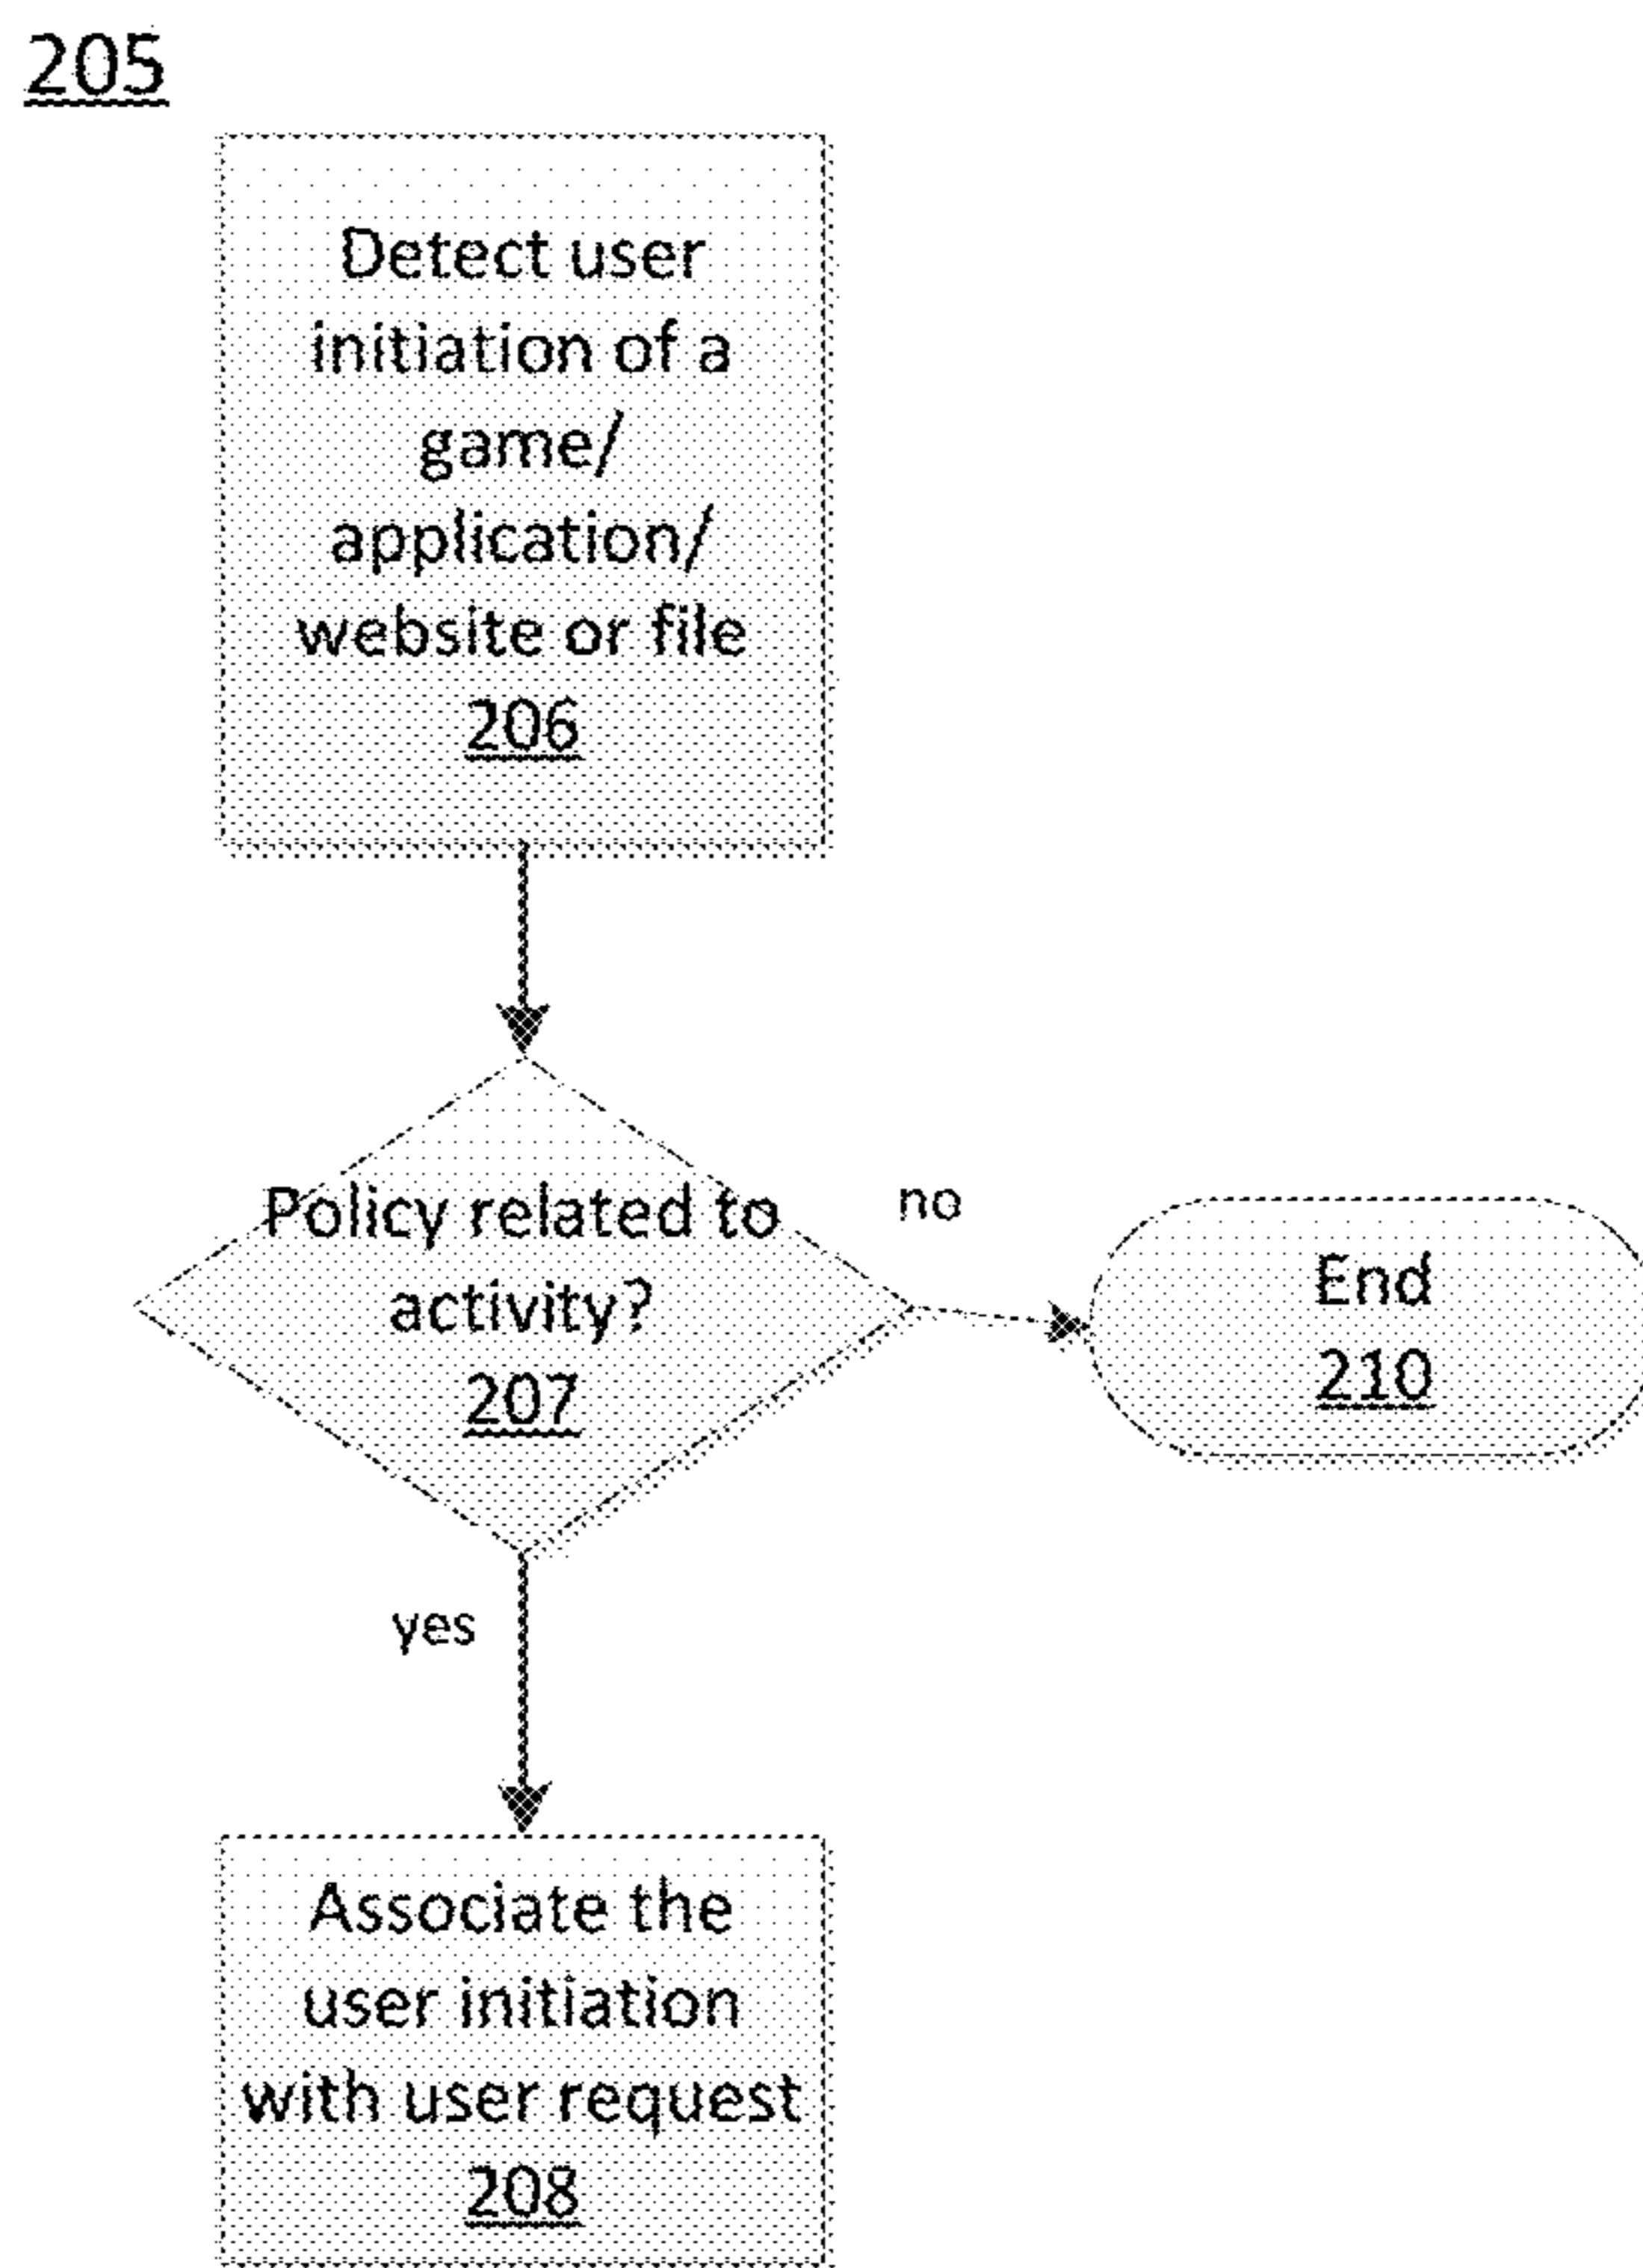 205
Detect user
initiation of a
game/
application/
website or file
206
Policy related to
activity?
207
no
End
210
yes
Associate the
user initiation
with user request
208